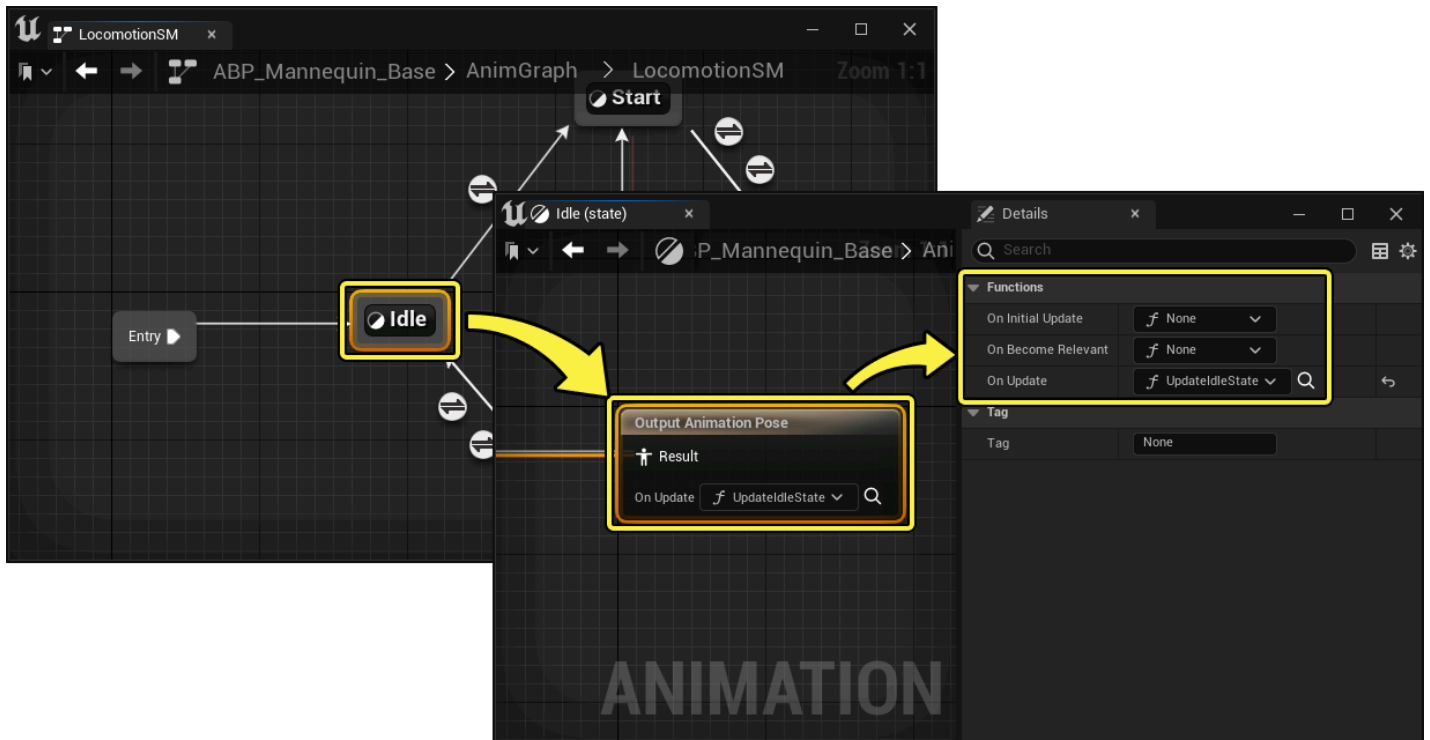 LocomotionSM
ABP_Mannequin_Base > AnimGraph > LocomotionSM
Zoom 1:1
Start
Entry
Idle
Idle (state)
P_Mannequin_Base > Ani
Output Animation Pose
Result
On Update UpdateIdleState
ANIMATION
Details
Search
Functions
On Initial Update None
On Become Relevant None
On Update UpdateIdleState
Tag
Tag None